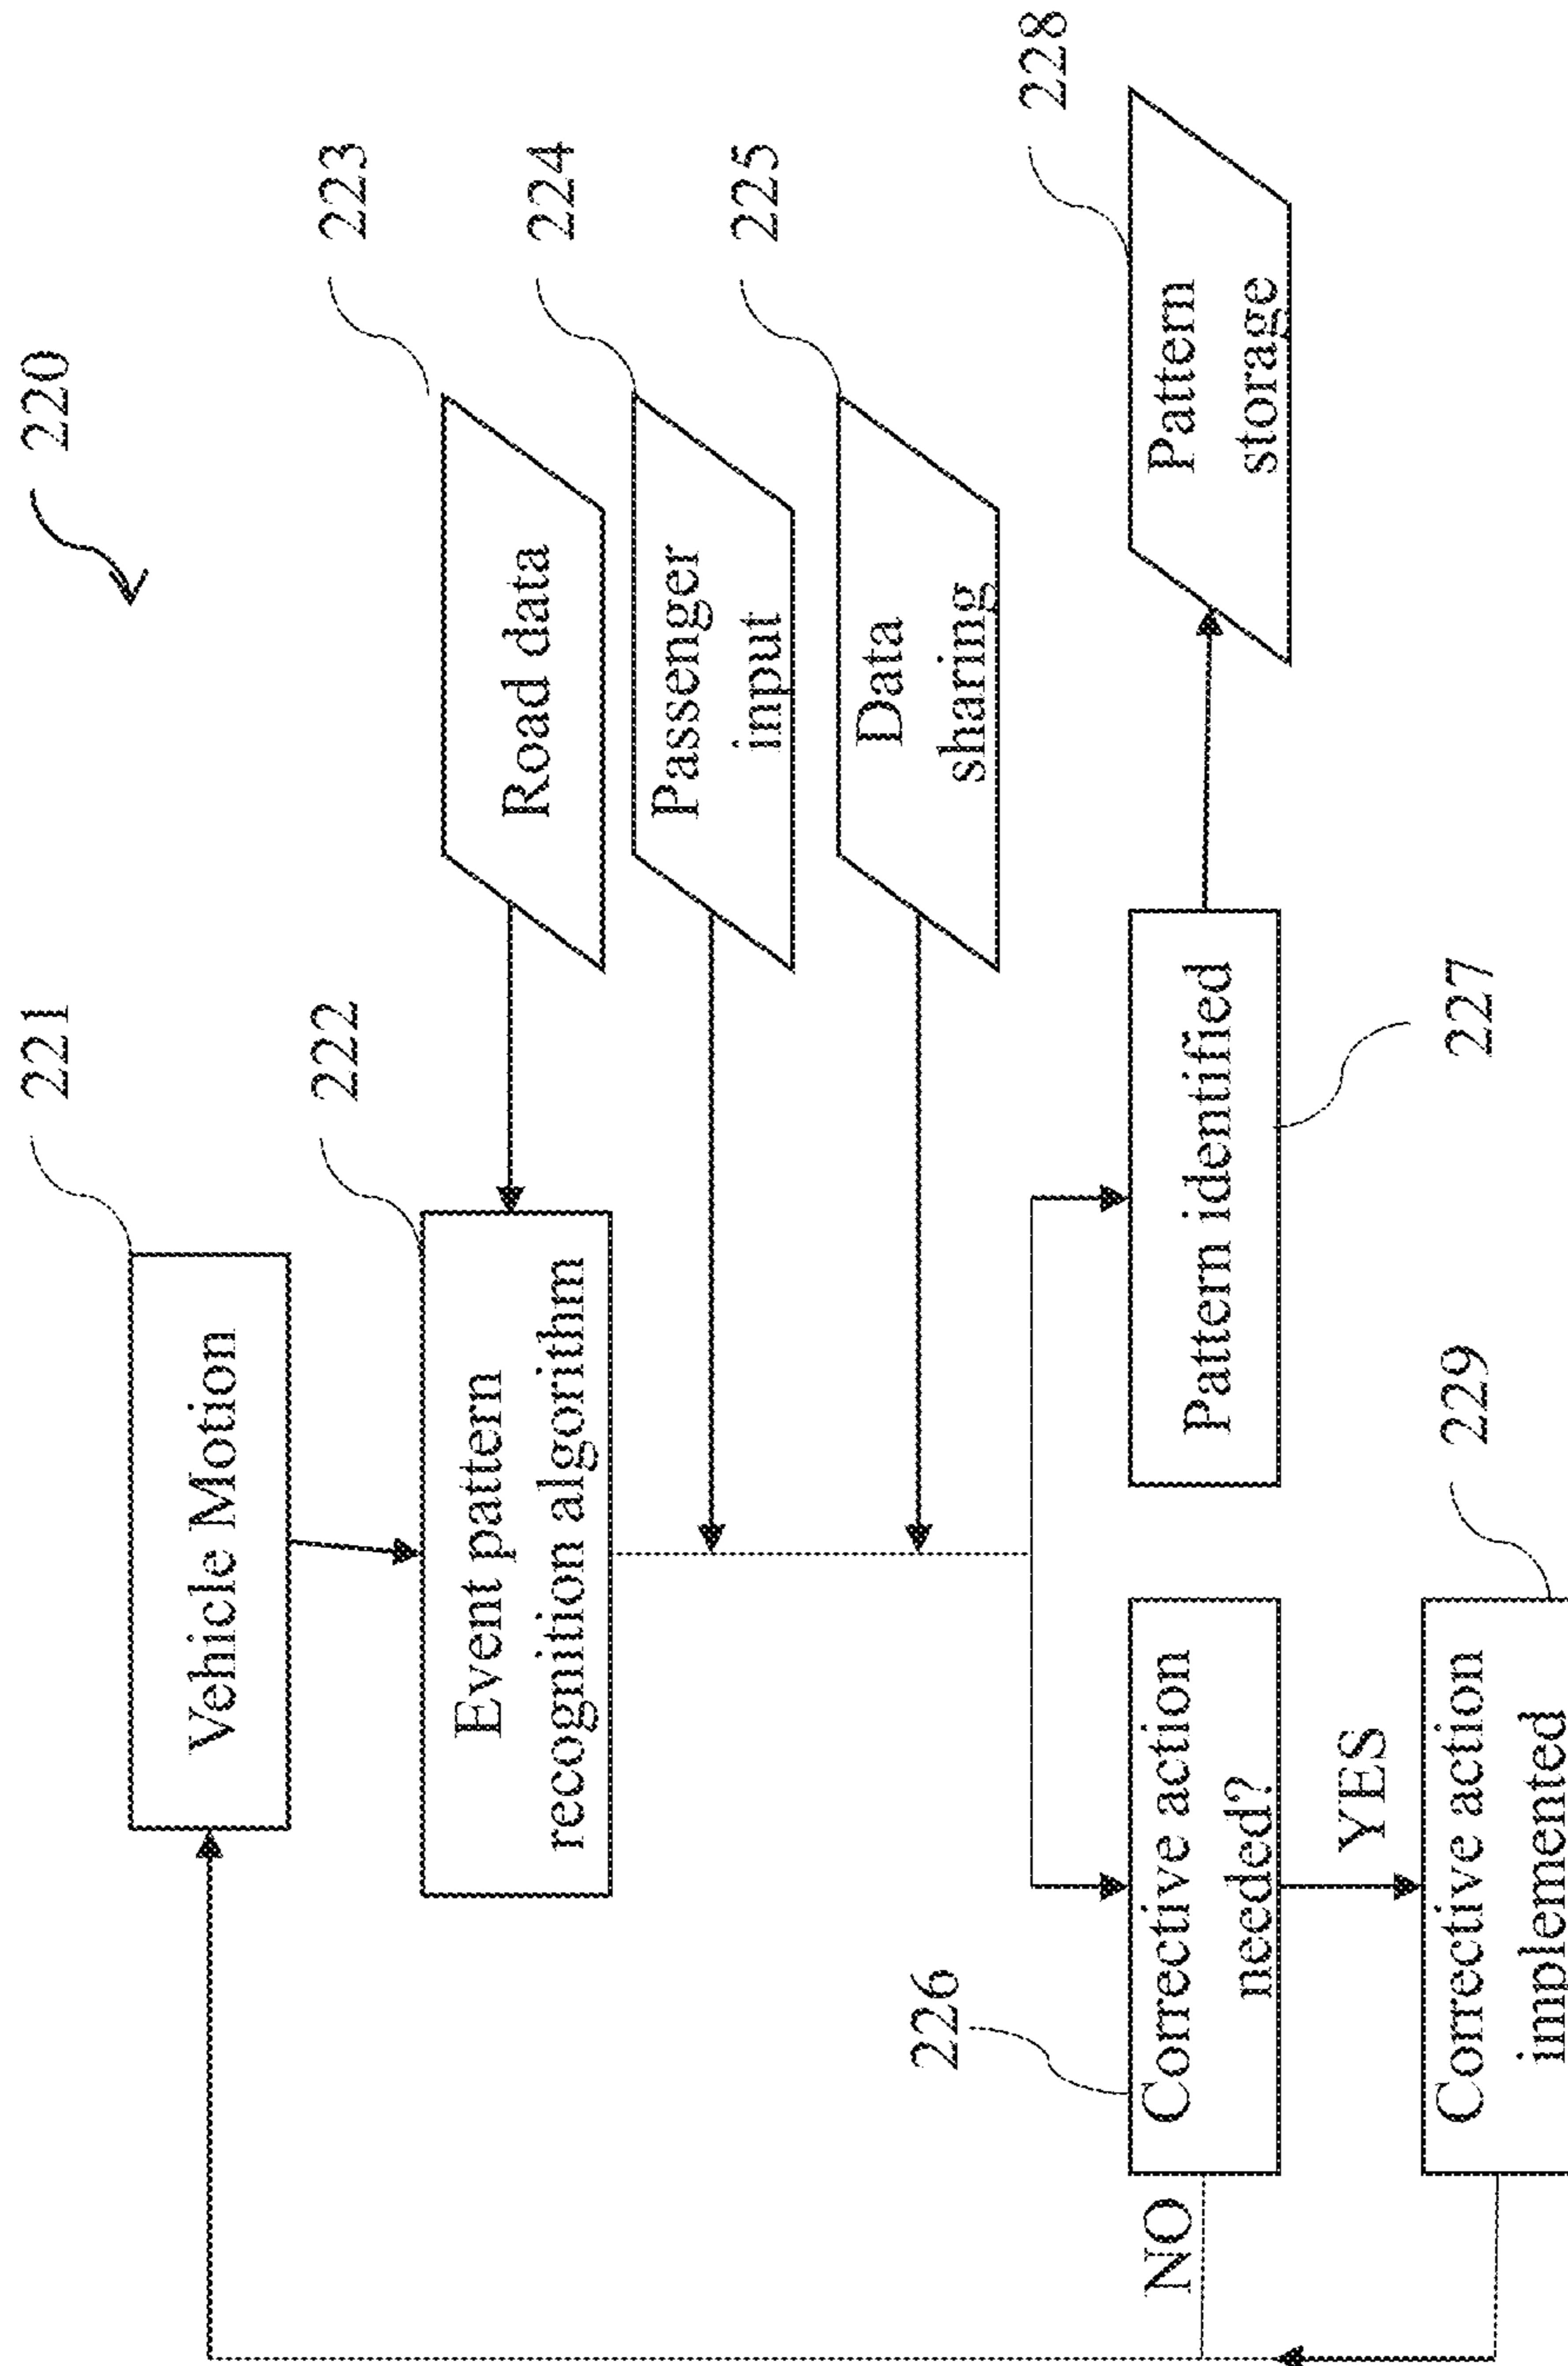 220
221
Vehicle Motion
222
Event pattern
recognition algorithm
223
Road data
224
Passenger
input
225
Data
sharing
226
Corrective action
needed?
NO
YES
227
Pattern identified
228
Pattern
storage
229
Corrective action
implemented